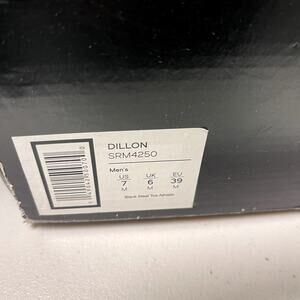 DILLON
SRM4250
Men's
US UK EU
7 6 39
M M M
Black Steel Toe Athletic